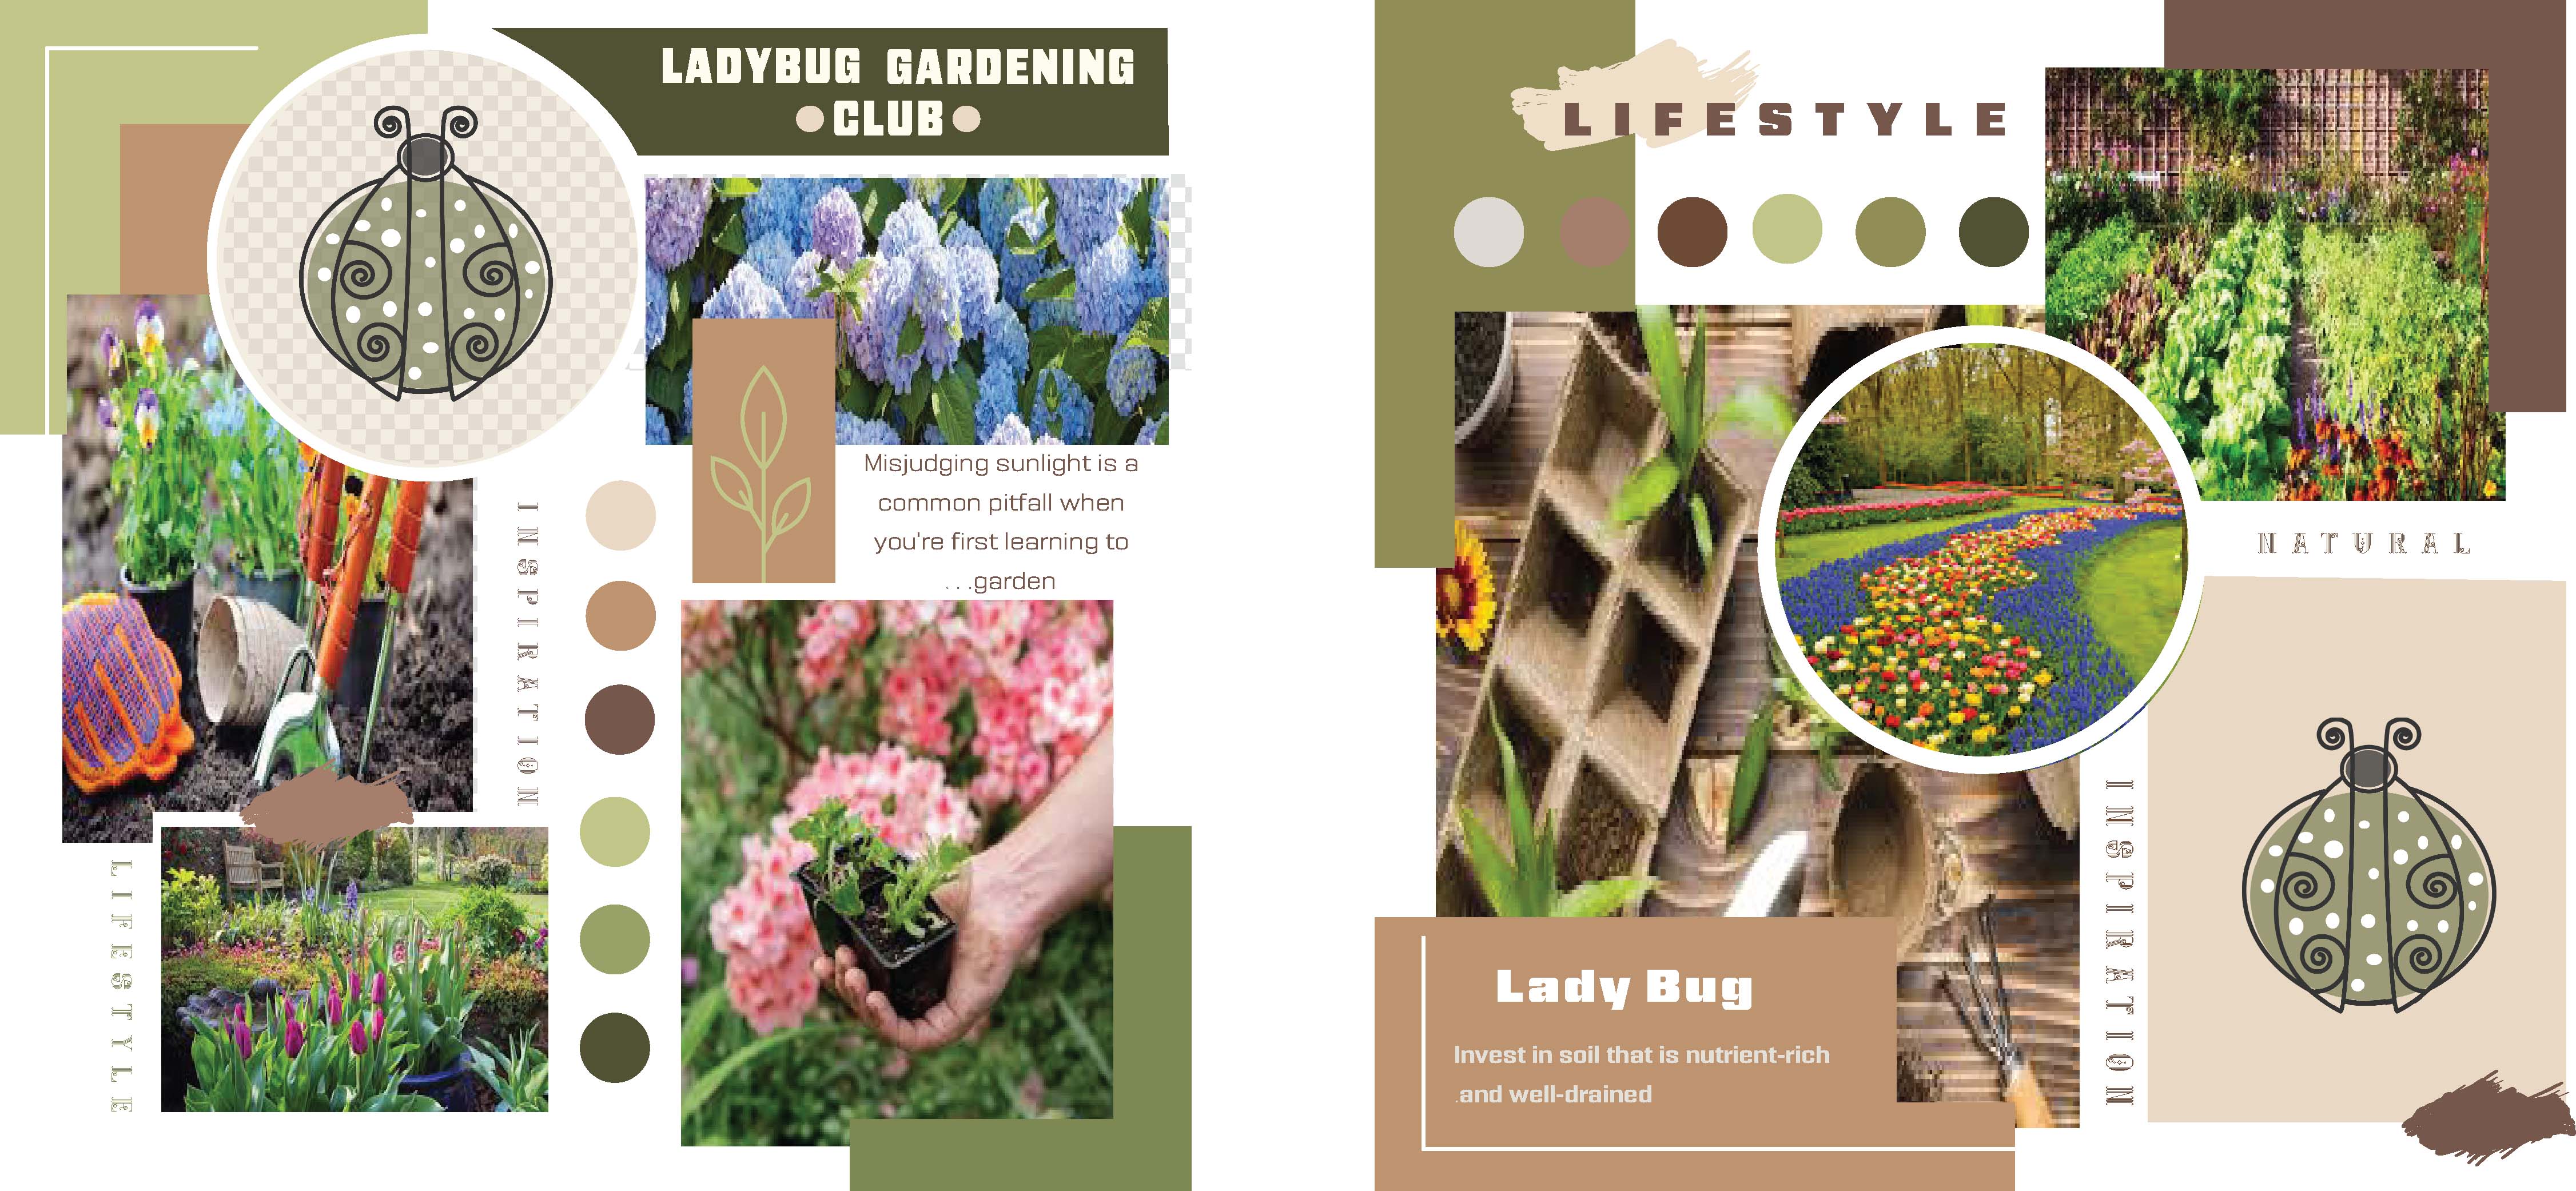 LADYBUG GARDENING
CLUB
Misjudging sunlight is a
common pitfall when
you're first learning to
. . .garden
INSPIRATION
LIFESTYLE
LIFESTYLE
NATURAL
INSPIRATION
Lady Bug
Invest in soil that is nutrient-rich
.and well-drained